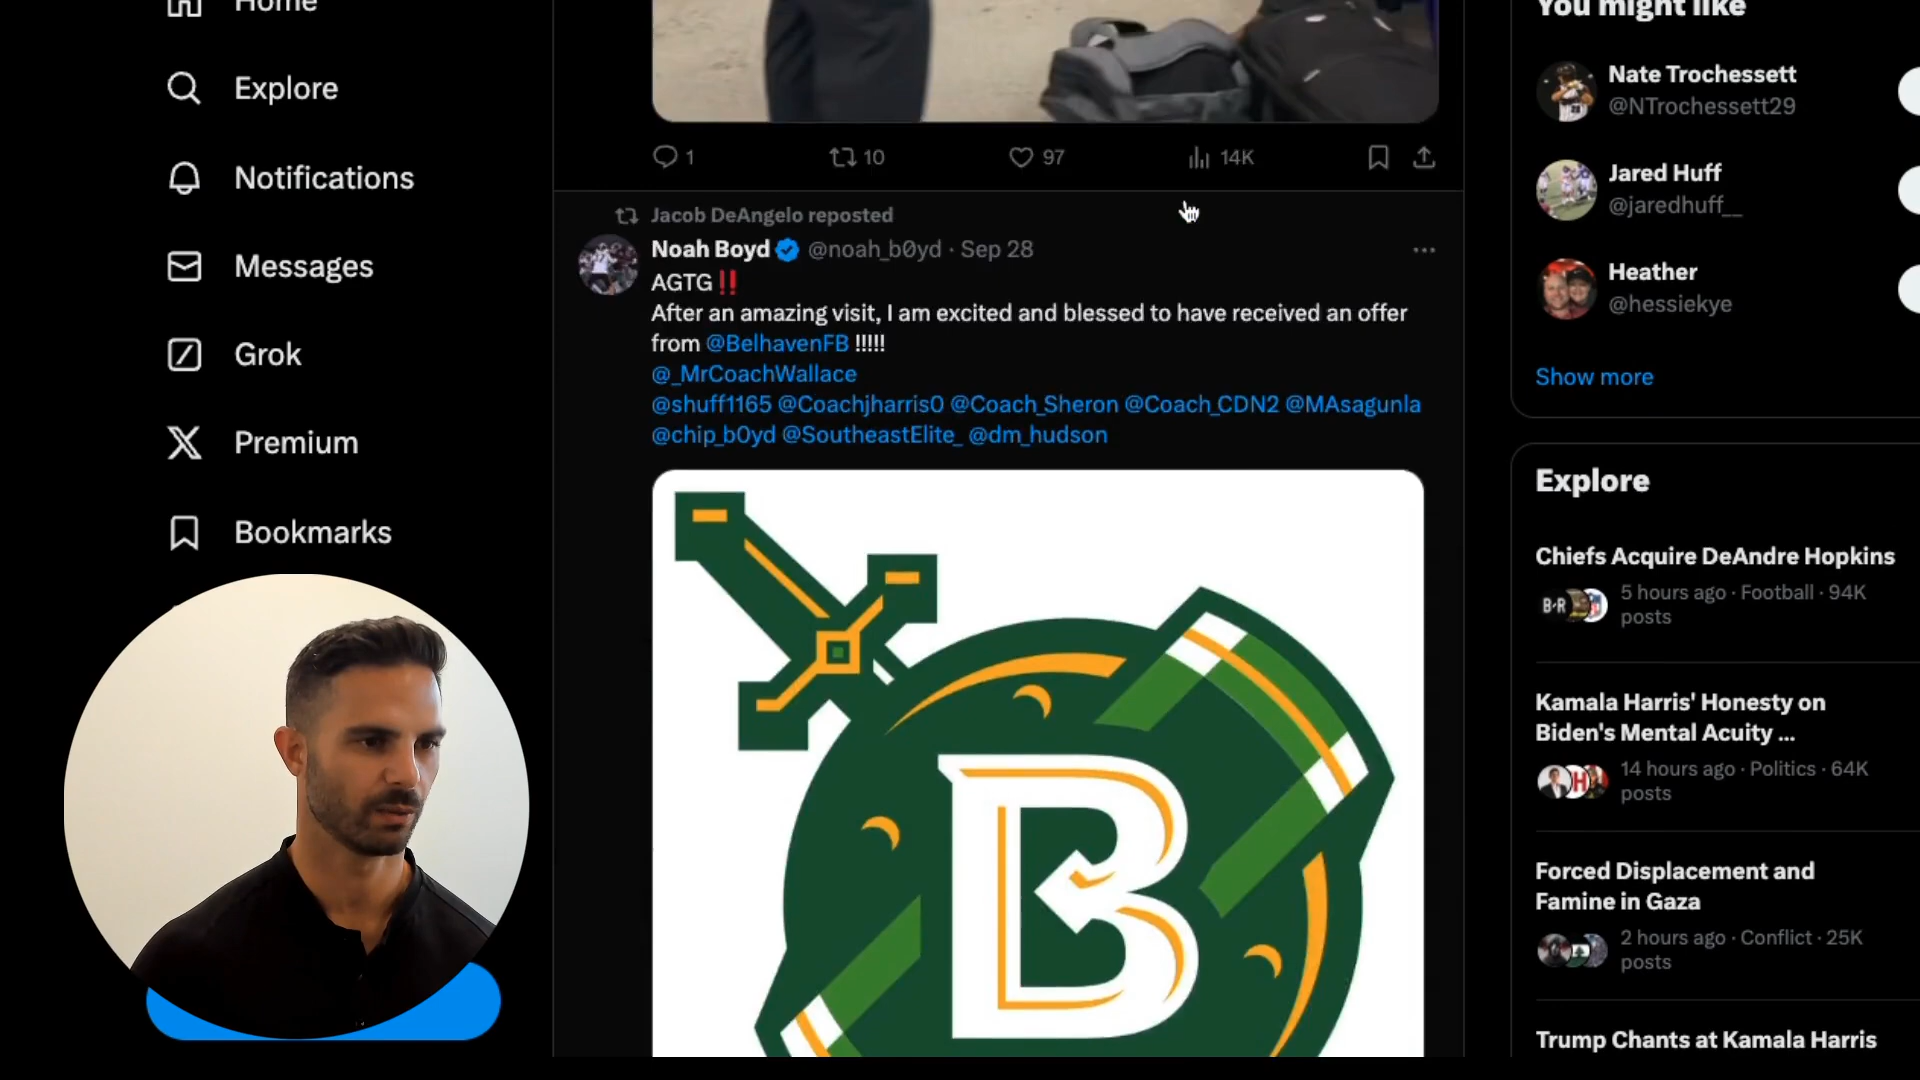 Home
Explore
Notifications
Messages
Grok
Premium
Bookmarks
1
10
97
14K
Jacob DeAngelo reposted
Noah Boyd @noah_b0yd · Sep 28
AGTG‼️
After an amazing visit, I am excited and blessed to have received an offer
from @BelhavenFB !!!!!
@_MrCoachWallace
@shuff1165 @Coachjharris0 @Coach_Sheron @Coach_CDN2 @MAsagunla
@chip_b0yd @SoutheastElite_ @dm_hudson
B
You might like
Nate Trochessett
@NTrochessett29
Jared Huff
@jaredhuff__
Heather
@hessiekye
Show more
Explore
Chiefs Acquire DeAndre Hopkins
B/R
5 hours ago · Football · 94K
posts
Kamala Harris' Honesty on
Biden's Mental Acuity ...
H
14 hours ago · Politics · 64K
posts
Forced Displacement and
Famine in Gaza
2 hours ago · Conflict · 25K
posts
Trump Chants at Kamala Harris